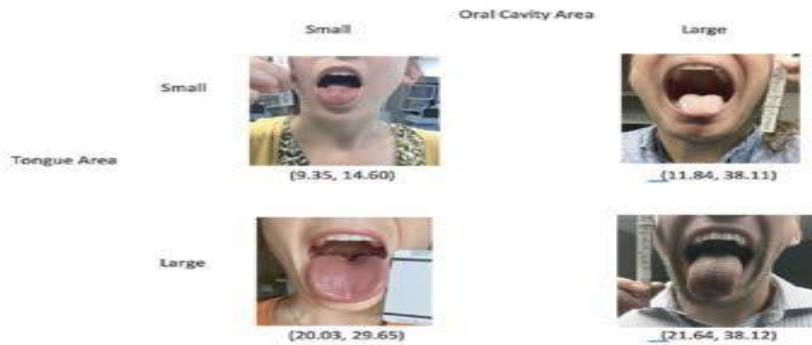 Oral Cavity Area
Small Large
Small
Tongue Area
(9.35, 14.60) (11.84, 38.11)
Large
(20.03, 29.65) (21.64, 38.12)